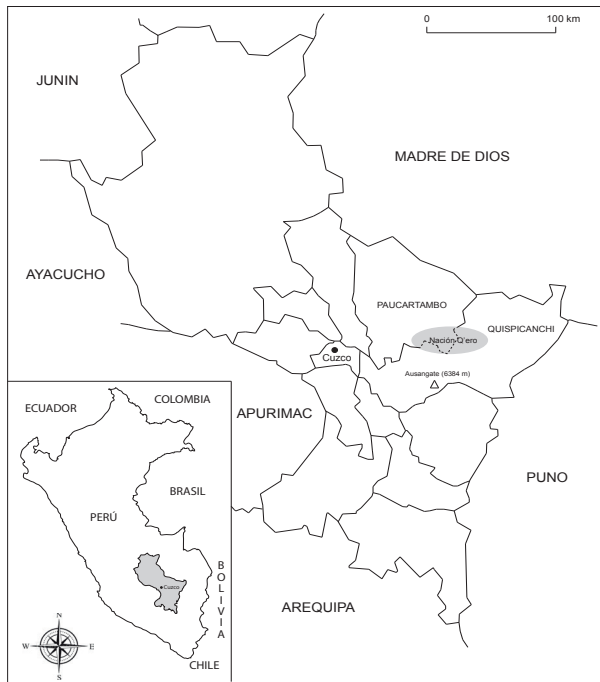 0 100 km
JUNIN
MADRE DE DIOS
AYACUCHO
PAUCARTAMBO
QUISPICANCHI
Nación Q'ero
Cuzco
Ausangate (6384 m)
APURIMAC
PUNO
AREQUIPA
COLOMBIA
ECUADOR
BRASIL
PERÚ
Cuzco
BOLIVIA
CHILE
N
W E
S